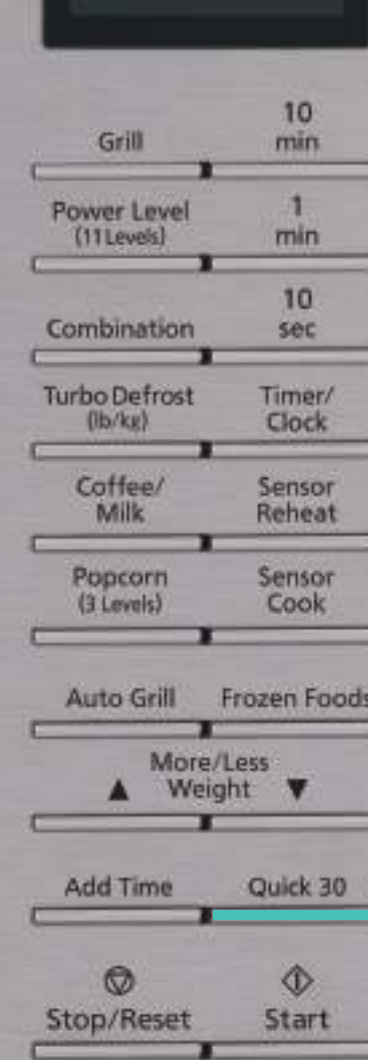 Grill
10
min
Power Level
(11 Levels)
1
min
Combination
10
sec
Turbo Defrost
(lb/kg)
Timer/
Clock
Coffee/
Milk
Sensor
Reheat
Popcorn
(3 Levels)
Sensor
Cook
Auto Grill
Frozen Foods
More/Less
▲ Weight ▼
Add Time
Quick 30
Stop/Reset
Start